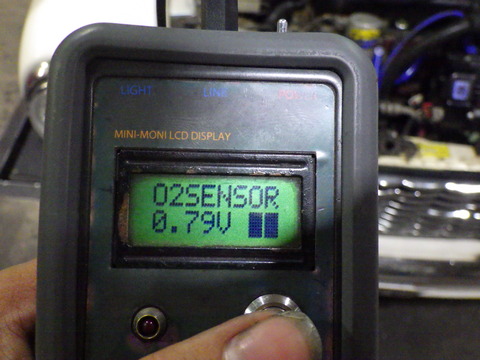 LIGHT LINE
MINI-MONI LCD DISPLAY
O2SENSOR
0.79V